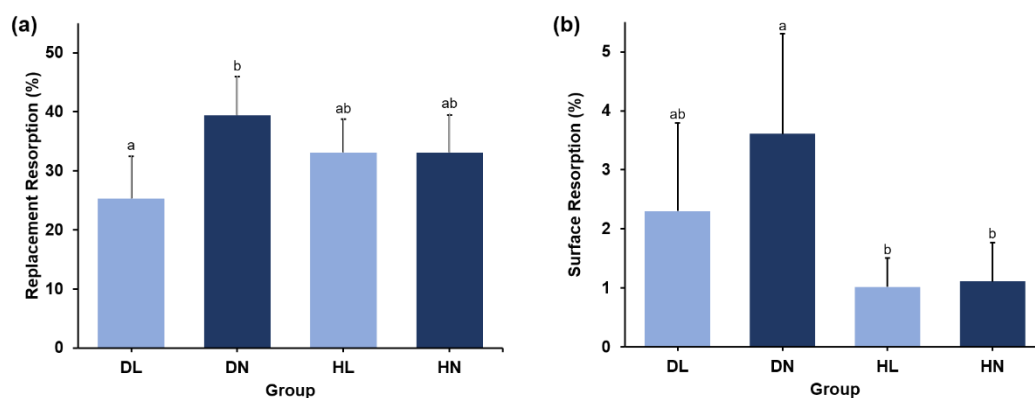 (a)
Replacement Resorption (%)
50
40
30
20
10
0
a
b
ab
ab
DL
DN
HL
HN
Group
(b)
Surface Resorption (%)
5
4
3
2
1
0
ab
a
b
b
DL
DN
HL
HN
Group